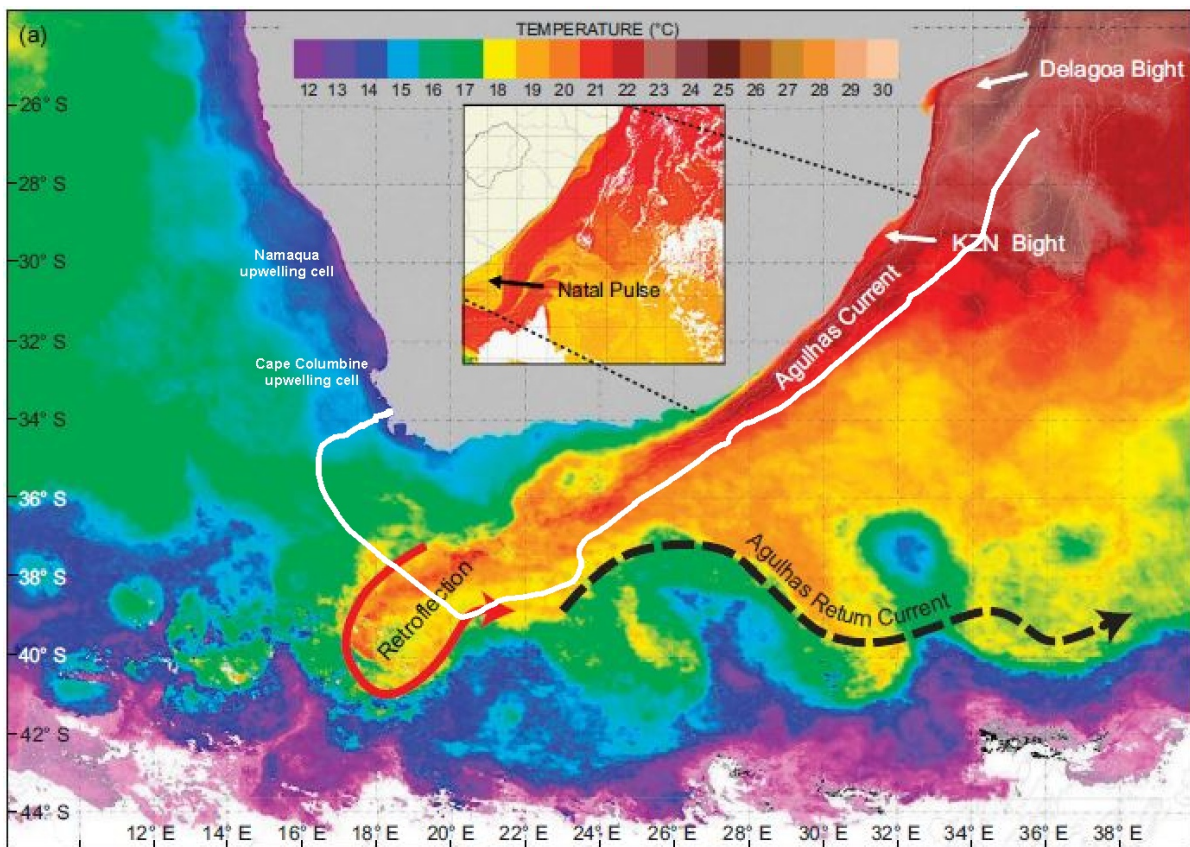 (a)
TEMPERATURE (°C)
12 13 14 15 16 17 18 19 20 21 22 23 24 25 26 27 28 29 30
Delagoa Bight
26° S
28° S
KZN Bight
Namaqua
upwelling cell
30° S
Natal Pulse
Agulhas Current
32° S
Cape Columbine
upwelling cell
34° S
36° S
38° S
Retroflection
Agulhas Return Current
40° S
42° S
44° S
12° E 14° E 16° E 18° E 20° E 22° E 24° E 26° E 28° E 30° E 32° E 34° E 36° E 38° E